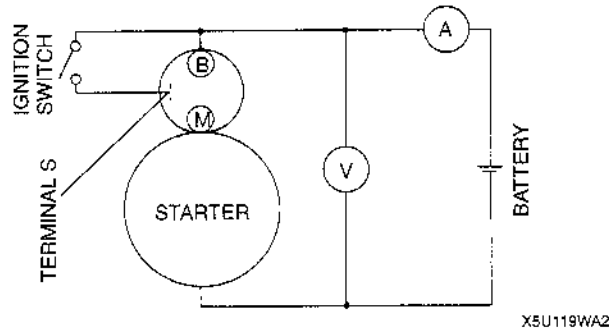 IGNITION
SWITCH
TERMINAL S
B
M
STARTER
V
A
BATTERY
X5U119WA2